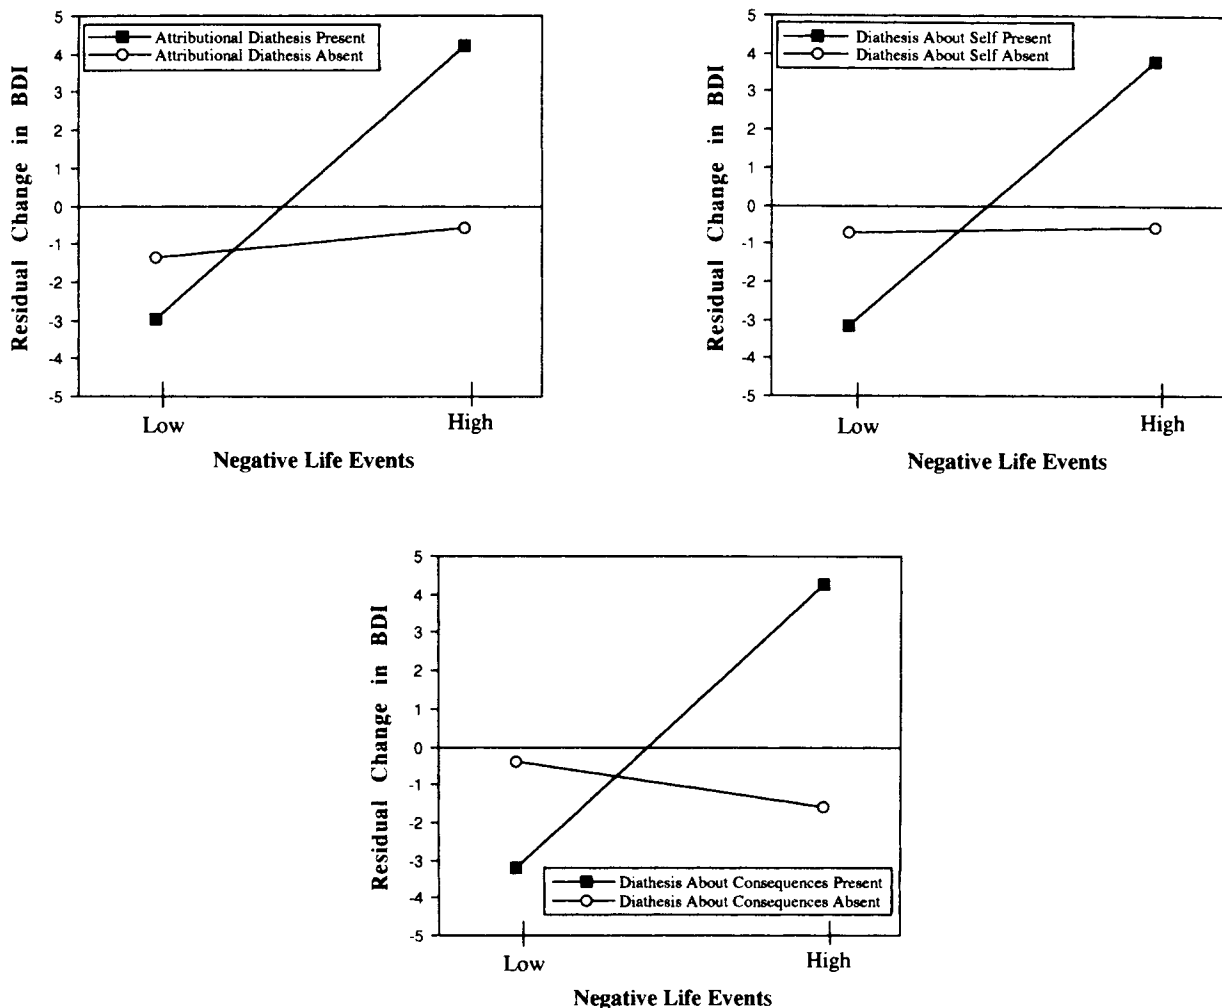 5
4
3
2
1
0
-1
-2
-3
-4
-5
Residual Change in BDI
Attributional Diathesis Present
Attributional Diathesis Absent
Low
High
Negative Life Events
5
4
3
2
1
0
-1
-2
-3
-4
-5
Residual Change in BDI
Diathesis About Self Present
Diathesis About Self Absent
Low
High
Negative Life Events
5
4
3
2
1
0
-1
-2
-3
-4
-5
Residual Change in BDI
Diathesis About Consequences Present
Diathesis About Consequences Absent
Low
High
Negative Life Events